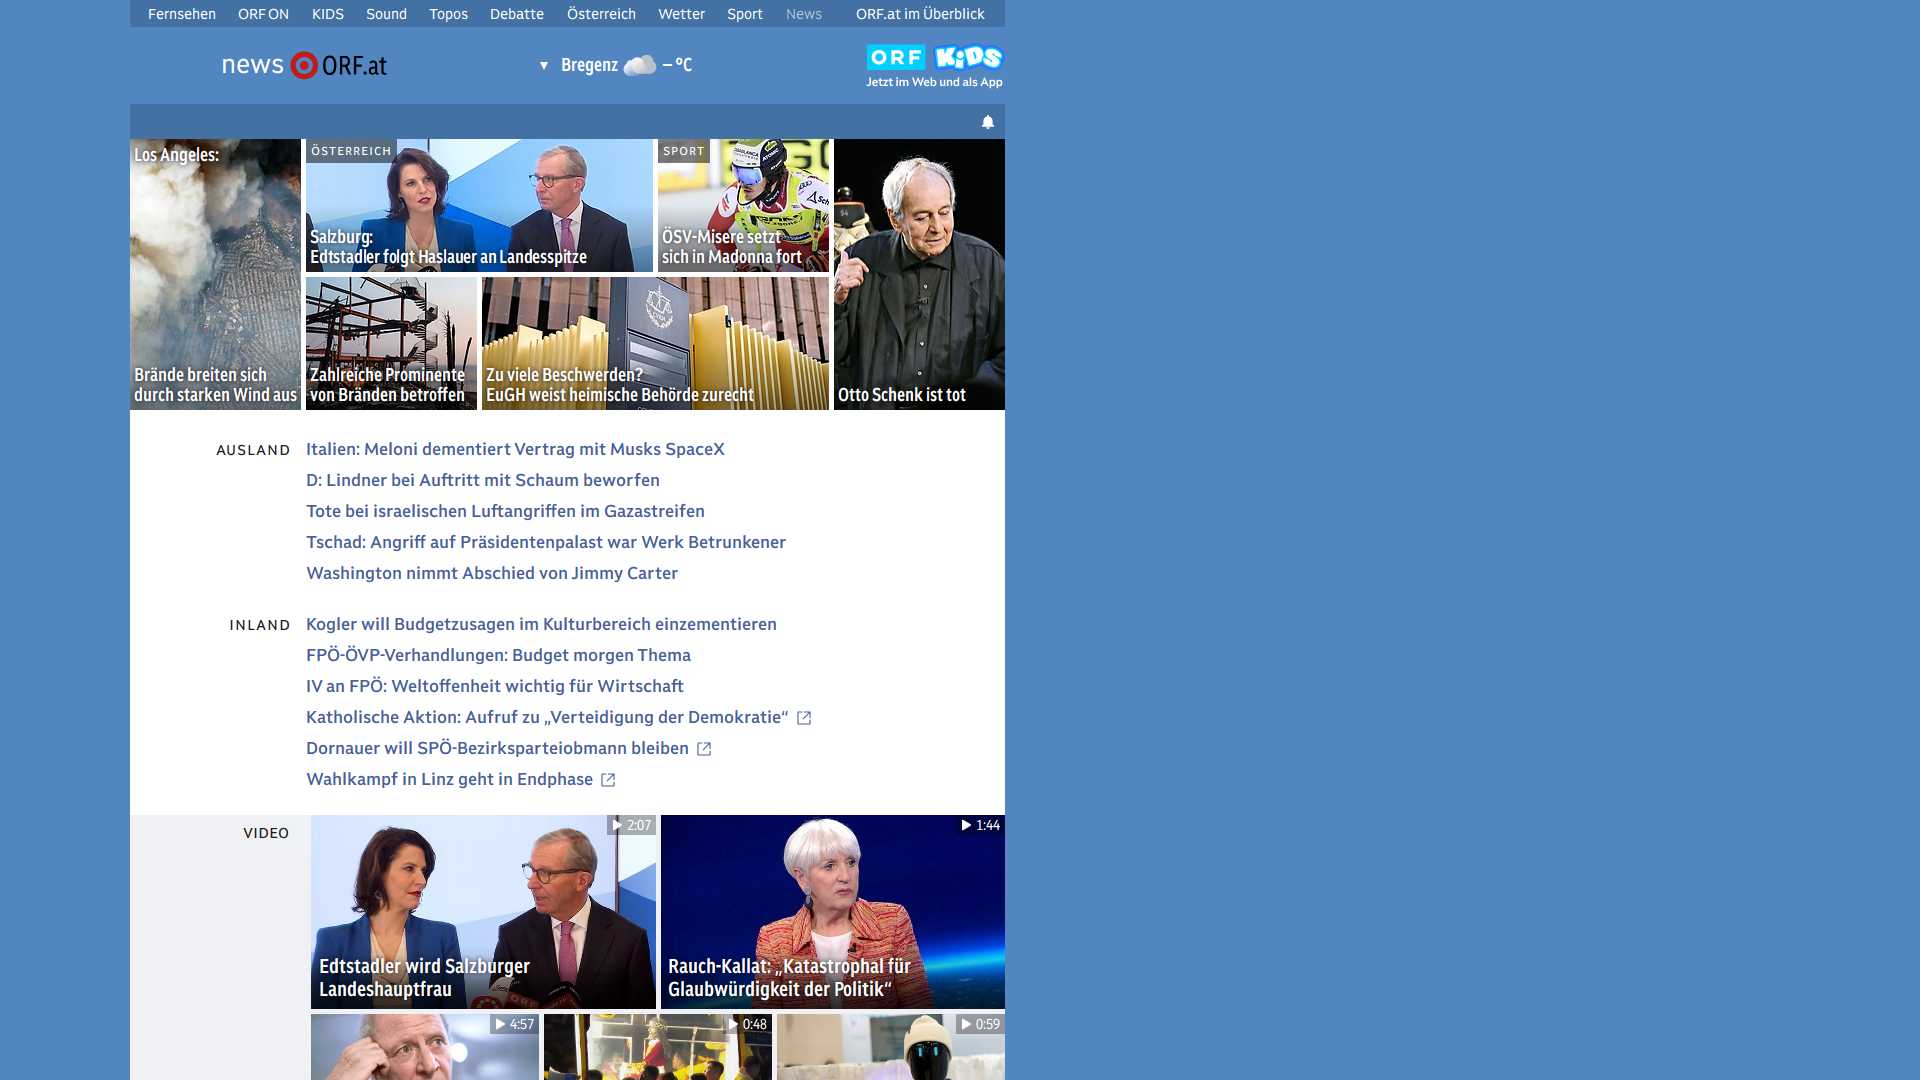 Fernsehen ORF ON KIDS Sound Topos Debatte Österreich Wetter Sport News ORF.at im Überblick
news ORF.at
Bregenz – °C
ORF KiDS
Jetzt im Web und als App
Los Angeles:
Brände breiten sich
durch starken Wind aus
ÖSTERREICH
Salzburg:
Edtstadler folgt Haslauer an Landesspitze
SPORT
ÖSV-Misere setzt
sich in Madonna fort
Zahlreiche Prominente
von Bränden betroffen
Zu viele Beschwerden?
EuGH weist heimische Behörde zurecht
Otto Schenk ist tot
AUSLAND
Italien: Meloni dementiert Vertrag mit Musks SpaceX
D: Lindner bei Auftritt mit Schaum beworfen
Tote bei israelischen Luftangriffen im Gazastreifen
Tschad: Angriff auf Präsidentenpalast war Werk Betrunkener
Washington nimmt Abschied von Jimmy Carter
INLAND
Kogler will Budgetzusagen im Kulturbereich einzementieren
FPÖ-ÖVP-Verhandlungen: Budget morgen Thema
IV an FPÖ: Weltoffenheit wichtig für Wirtschaft
Katholische Aktion: Aufruf zu „Verteidigung der Demokratie“
Dornauer will SPÖ-Bezirksparteiobmann bleiben
Wahlkampf in Linz geht in Endphase
VIDEO
2:07
Edtstadler wird Salzburger
Landeshauptfrau
1:44
Rauch-Kallat: „Katastrophal für
Glaubwürdigkeit der Politik“
4:57
0:48
0:59